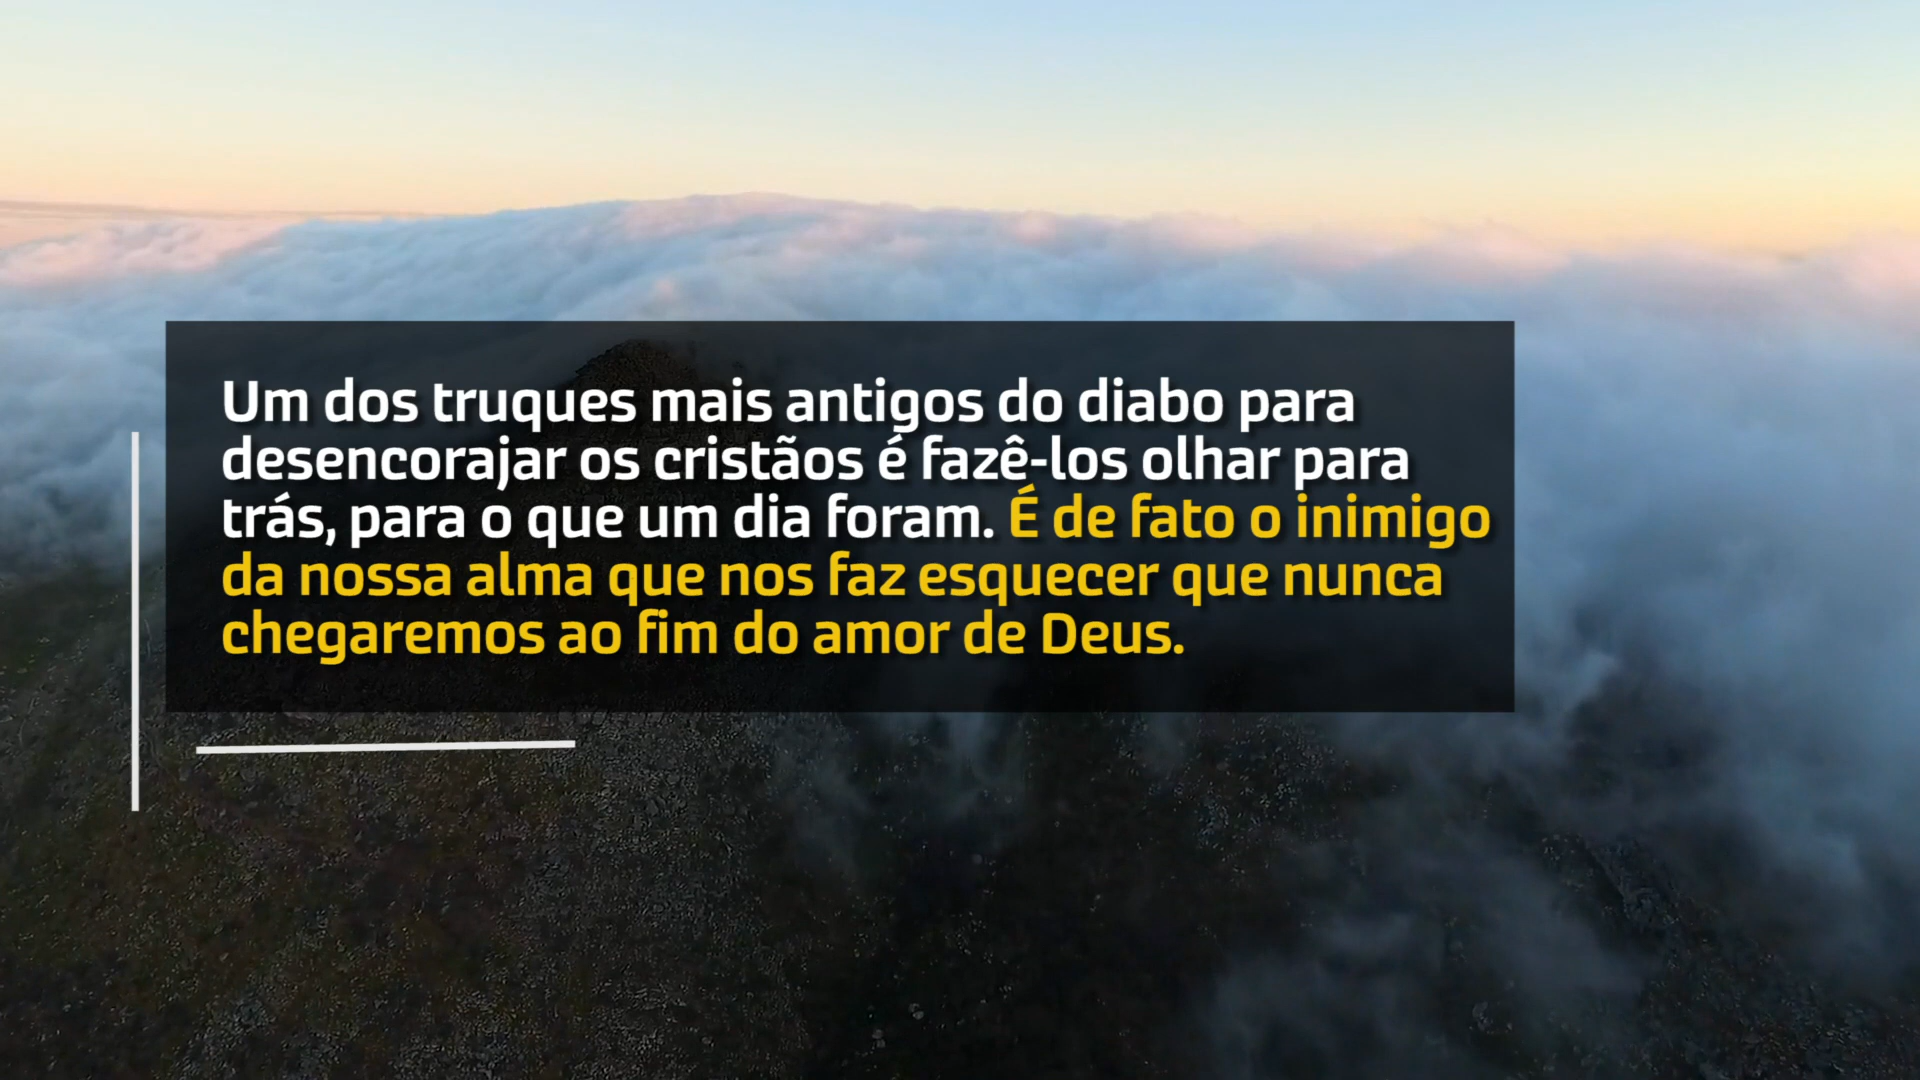 Um dos truques mais antigos do diabo para
desencorajar os cristãos é fazê-los olhar para
trás, para o que um dia foram. É de fato o inimigo
da nossa alma que nos faz esquecer que nunca
chegaremos ao fim do amor de Deus.